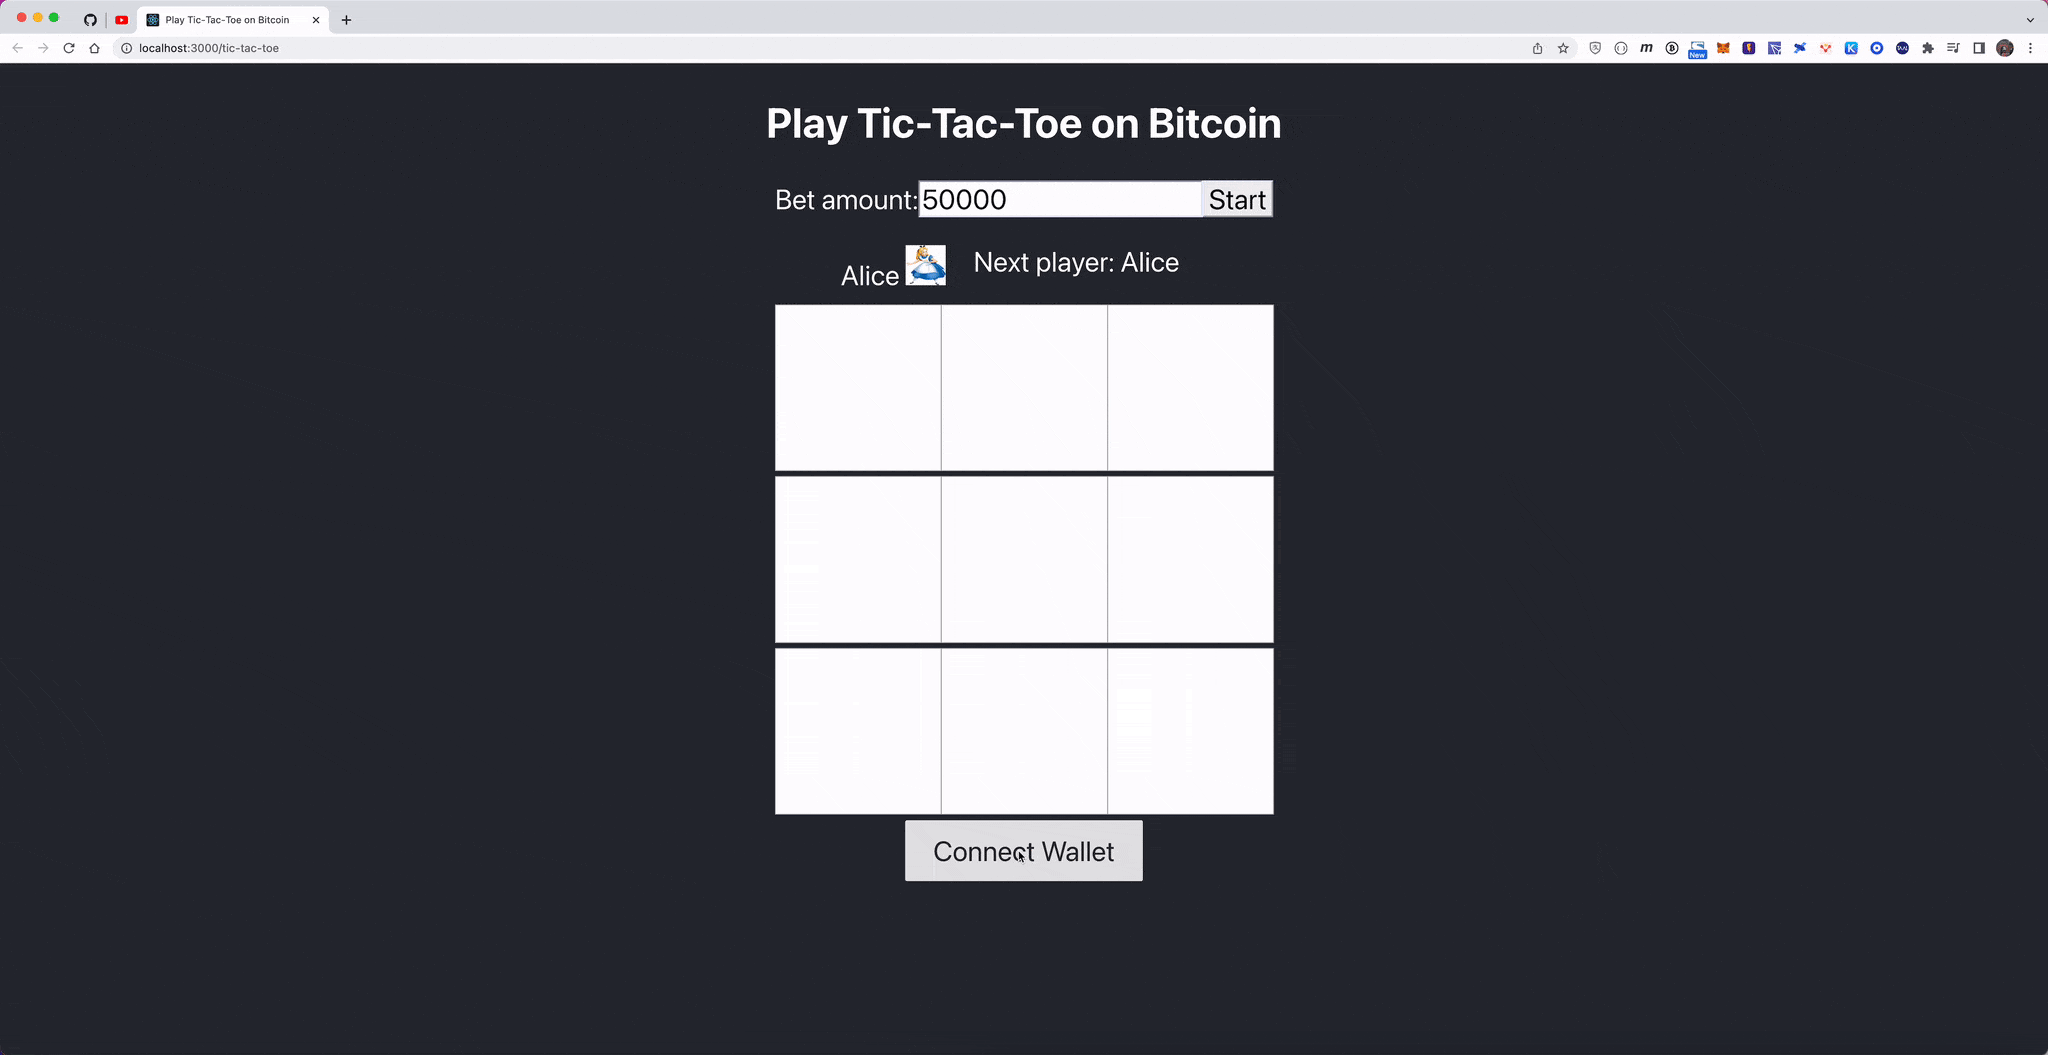 Play Tic-Tac-Toe on Bitcoin
localhost:3000/tic-tac-toe
New
Play Tic-Tac-Toe on Bitcoin
Bet amount: 50000 Start
Alice Next player: Alice
Connect Wallet